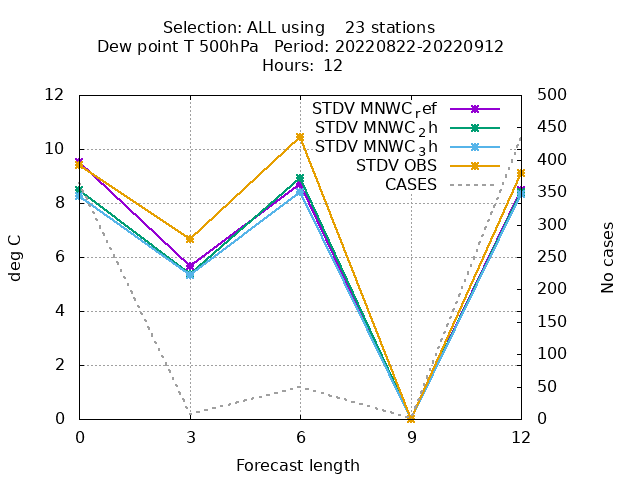 Selection: ALL using    23 stations
Dew point T 500hPa   Period: 20220822-20220912
Hours:  12
STDV MNWC_ref
STDV MNWC_2h
STDV MNWC_3h
STDV OBS
CASES
12
10
8
6
4
2
0
deg C
500
450
400
350
300
250
200
150
100
50
0
No cases
0 3 6 9 12
Forecast length